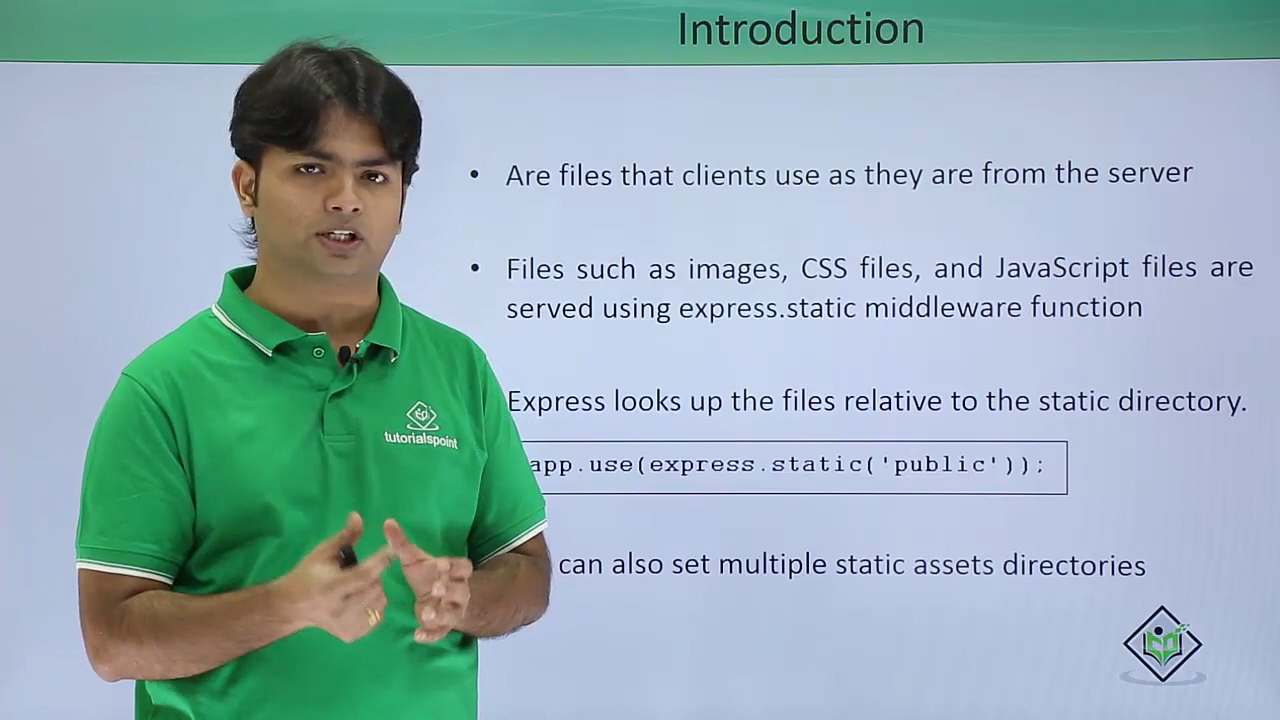 Introduction
• Are files that clients use as they are from the server
• Files such as images, CSS files, and JavaScript files are
served using express.static middleware function
Express looks up the files relative to the static directory.
app.use(express.static('public'));
can also set multiple static assets directories
tutorialspoint